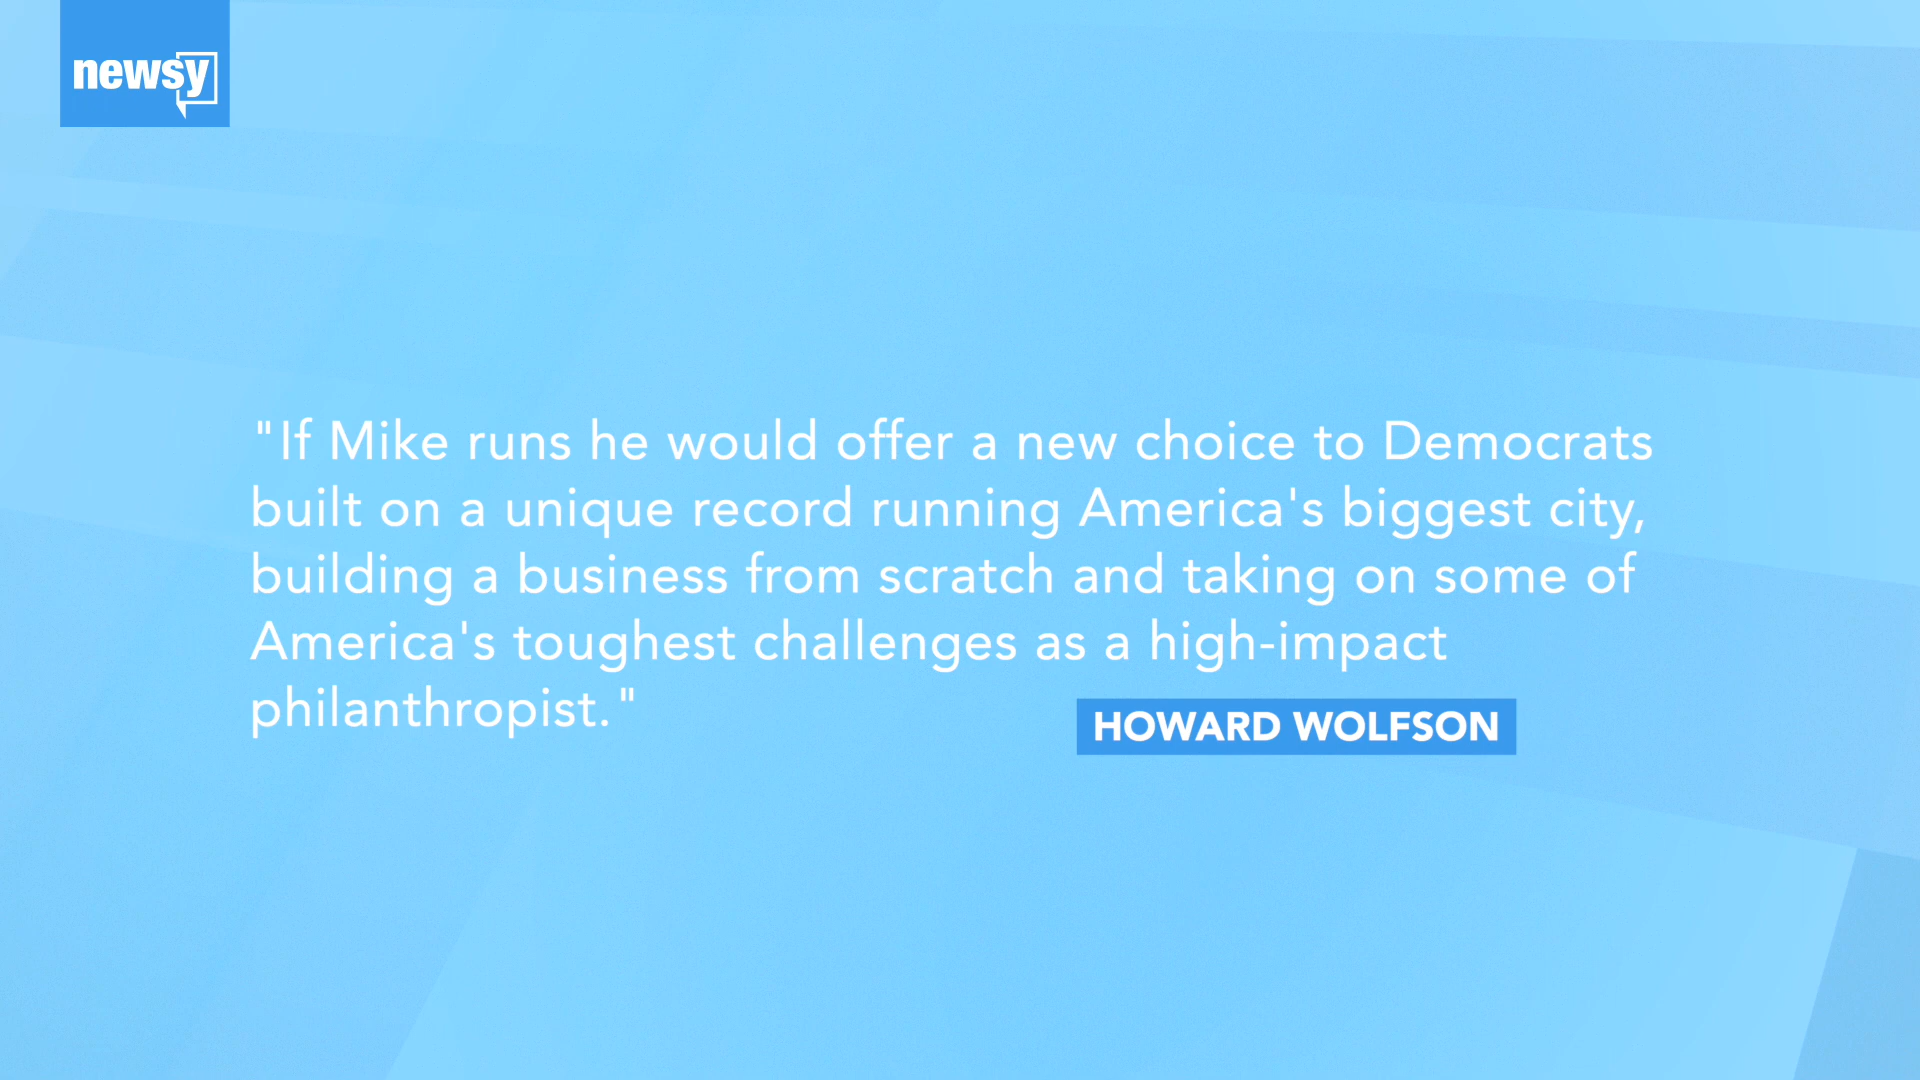 newsy
"If Mike runs he would offer a new choice to Democrats
built on a unique record running America's biggest city,
building a business from scratch and taking on some of
America's toughest challenges as a high-impact
philanthropist."
HOWARD WOLFSON